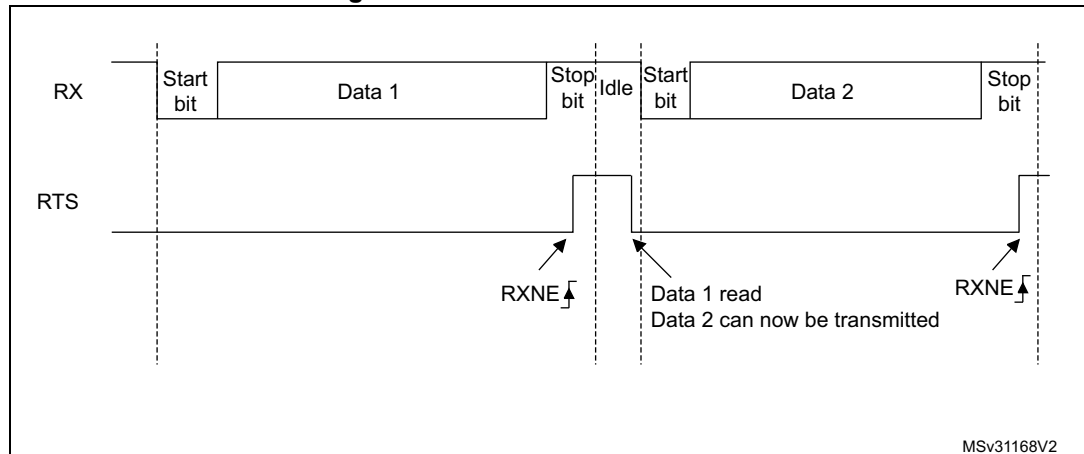 RX
Start
bit
Data 1
Stop
bit
Idle
Start
bit
Data 2
Stop
bit
RTS
RXNE
Data 1 read
Data 2 can now be transmitted
RXNE
MSv31168V2